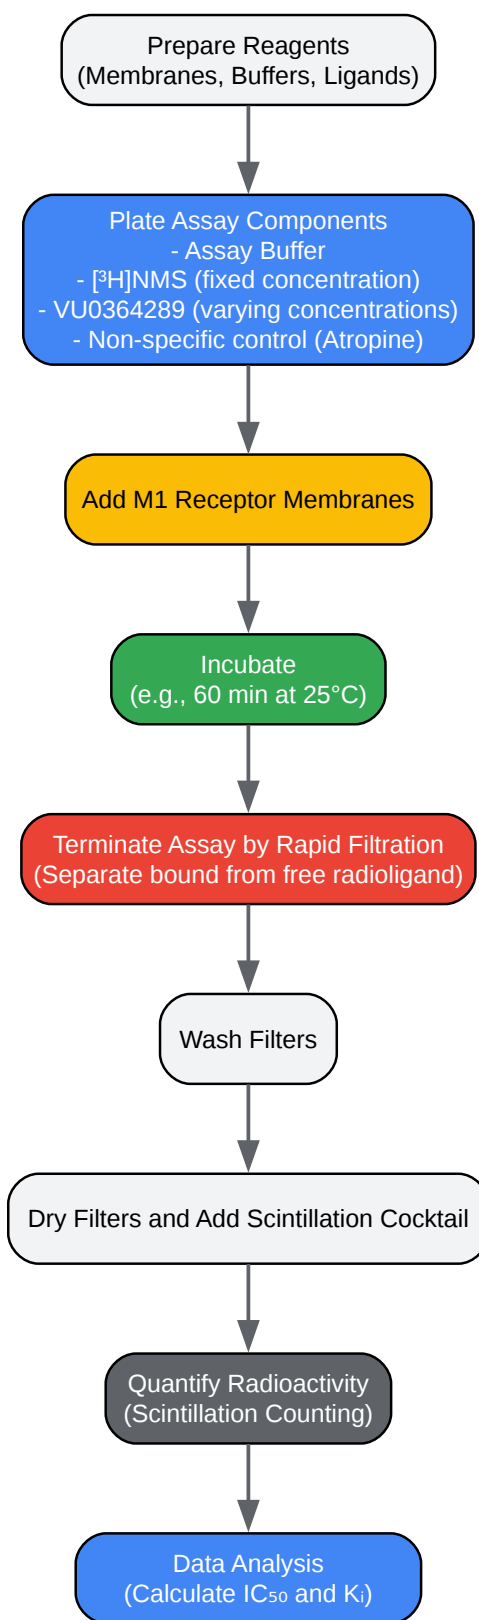 Prepare Reagents
(Membranes, Buffers, Ligands)
Plate Assay Components
- Assay Buffer
- [³H]NMS (fixed concentration)
- VU0364289 (varying concentrations)
- Non-specific control (Atropine)
Add M1 Receptor Membranes
Incubate
(e.g., 60 min at 25°C)
Terminate Assay by Rapid Filtration
(Separate bound from free radioligand)
Wash Filters
Dry Filters and Add Scintillation Cocktail
Quantify Radioactivity
(Scintillation Counting)
Data Analysis
(Calculate IC₅₀ and Kᵢ)